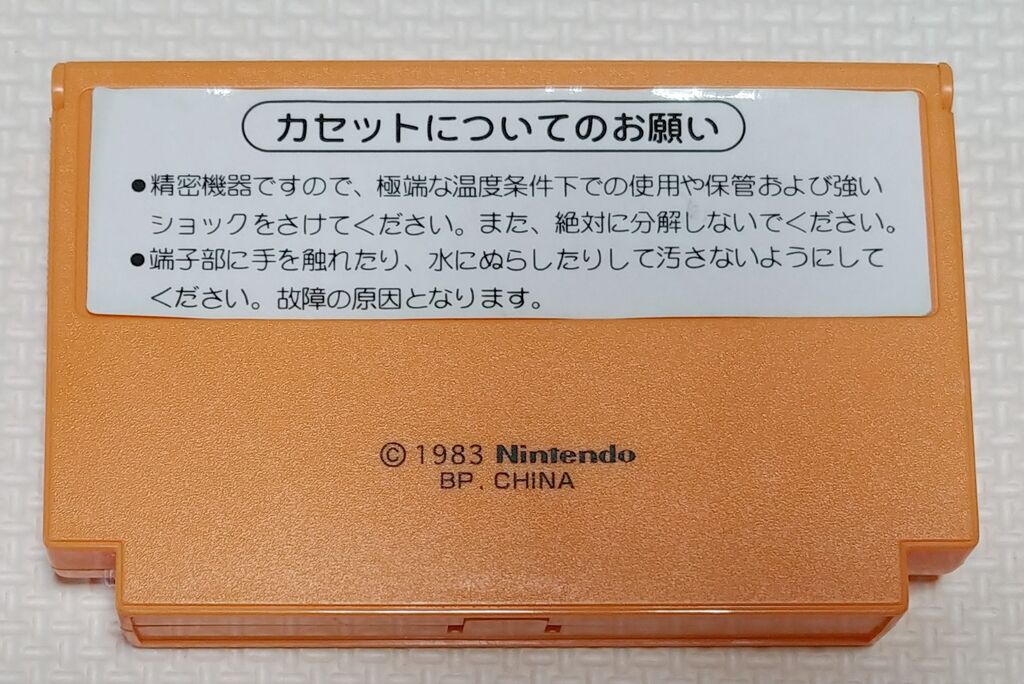 カセットについてのお願い
●精密機器ですので、極端な温度条件下での使用や保管および強い
ショックをさけてください。また、絶対に分解しないでください。
●端子部に手を触れたり、水にぬらしたりして汚さないようにして
ください。故障の原因となります。
©1983 Nintendo
BP. CHINA